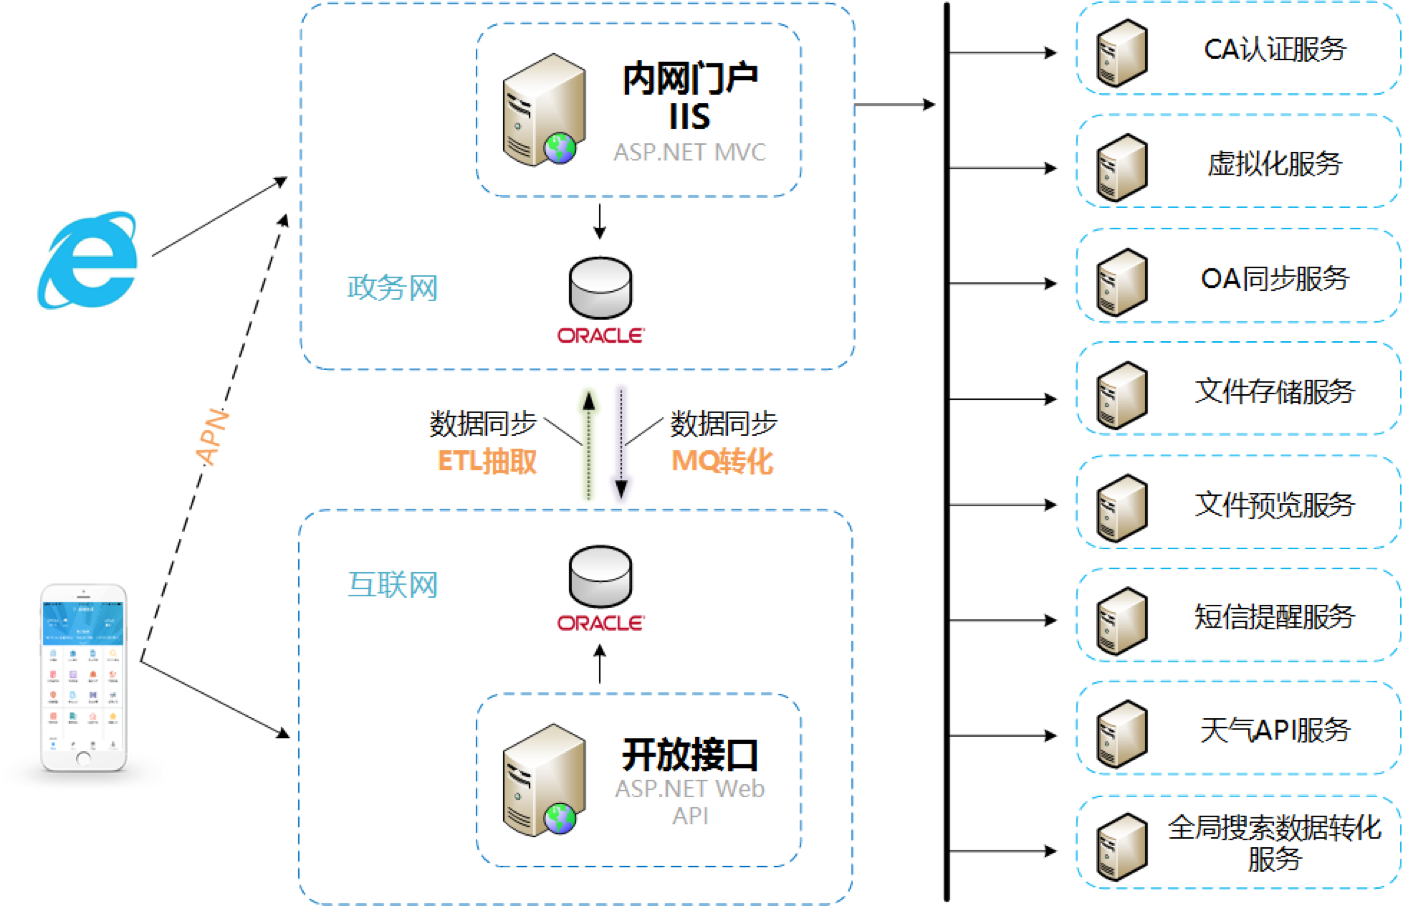 内网门户
IIS
ASP.NET MVC
政务网
ORACLE
APN
数据同步
ETL抽取
数据同步
MQ转化
互联网
ORACLE
开放接口
ASP.NET Web
API
CA认证服务
虚拟化服务
OA同步服务
文件存储服务
文件预览服务
短信提醒服务
天气API服务
全局搜索数据转化
服务